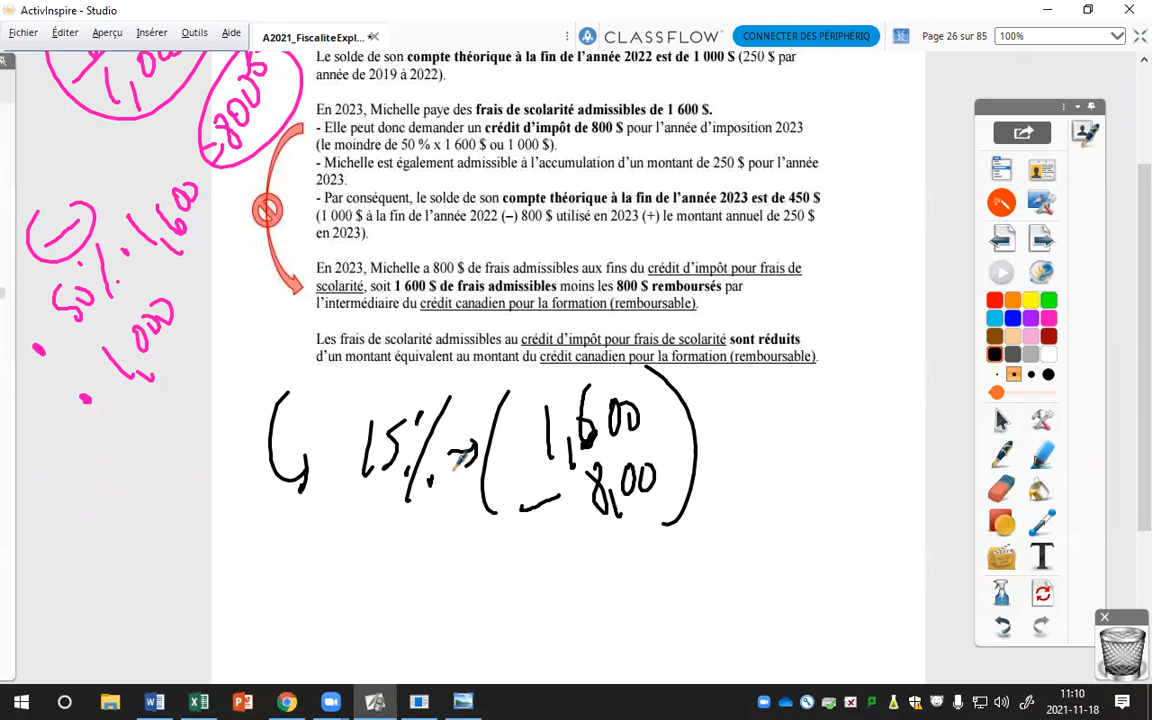 ActivInspire - Studio
Fichier Éditer Aperçu Insérer Outils Aide
A2021_FiscaliteExpl
CLASSFLOW
CONNECTER DES PÉRIPHÉRIQ
Page 26 sur 85
100%
Le solde de son compte théorique à la fin de l'année 2022 est de 1 000 $ (250 $ par
année de 2019 à 2022).
En 2023, Michelle paye des frais de scolarité admissibles de 1 600 $.
- Elle peut donc demander un crédit d'impôt de 800 $ pour l'année d'imposition 2023
(le moindre de 50 % x 1 600 $ ou 1 000 $).
- Michelle est également admissible à l'accumulation d'un montant de 250 $ pour l'année
2023.
- Par conséquent, le solde de son compte théorique à la fin de l'année 2023 est de 450 $
(1 000 $ à la fin de l'année 2022 (–) 800 $ utilisé en 2023 (+) le montant annuel de 250 $
en 2023).
En 2023, Michelle a 800 $ de frais admissibles aux fins du crédit d'impôt pour frais de
scolarité, soit 1 600 $ de frais admissibles moins les 800 $ remboursés par
l'intermédiaire du crédit canadien pour la formation (remboursable).
Les frais de scolarité admissibles au crédit d'impôt pour frais de scolarité sont réduits
d'un montant équivalent au montant du crédit canadien pour la formation (remboursable).
1,000
-800$
50% · 1,600
· 1,000
15% → ( 1,600
- 8,00 )
T
11:10
2021-11-18